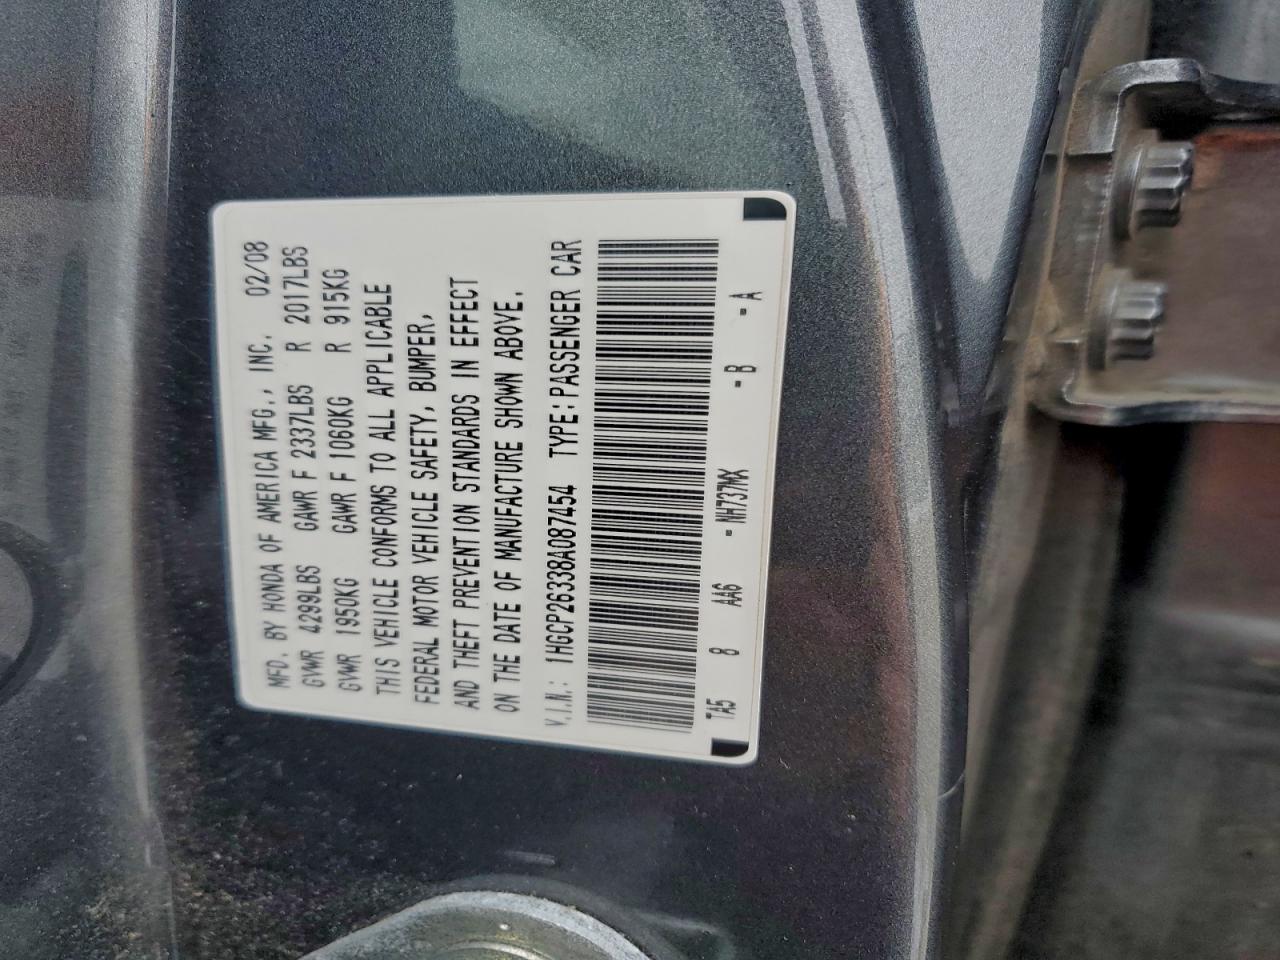 MFD. BY HONDA OF AMERICA MFG., INC. 02/08
GVWR 4299LBS GAWR F 2337LBS R 2017LBS
GVWR 1950KG GAWR F 1060KG R 915KG
THIS VEHICLE CONFORMS TO ALL APPLICABLE
FEDERAL MOTOR VEHICLE SAFETY, BUMPER,
AND THEFT PREVENTION STANDARDS IN EFFECT
ON THE DATE OF MANUFACTURE SHOWN ABOVE.
V.I.N.: 1HGCP26338A087454 TYPE:PASSENGER CAR
TA5 8 AA6 - NH737MX - B - A